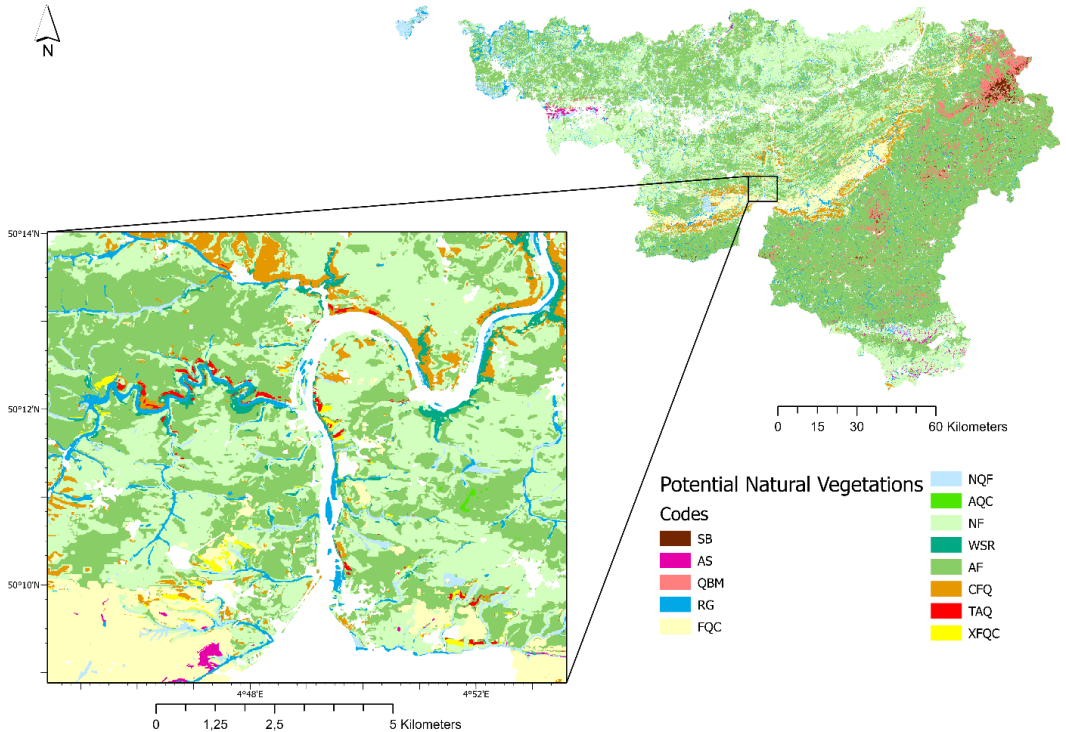 N
50°14'N
50°12'N
50°10'N
4°48'E
4°52'E
0 1,25 2,5 5 Kilometers
0 15 30 60 Kilometers
Potential Natural Vegetations
Codes
SB
AS
QBM
RG
FQC
NQF
AQC
NF
WSR
AF
CFQ
TAQ
XFQC